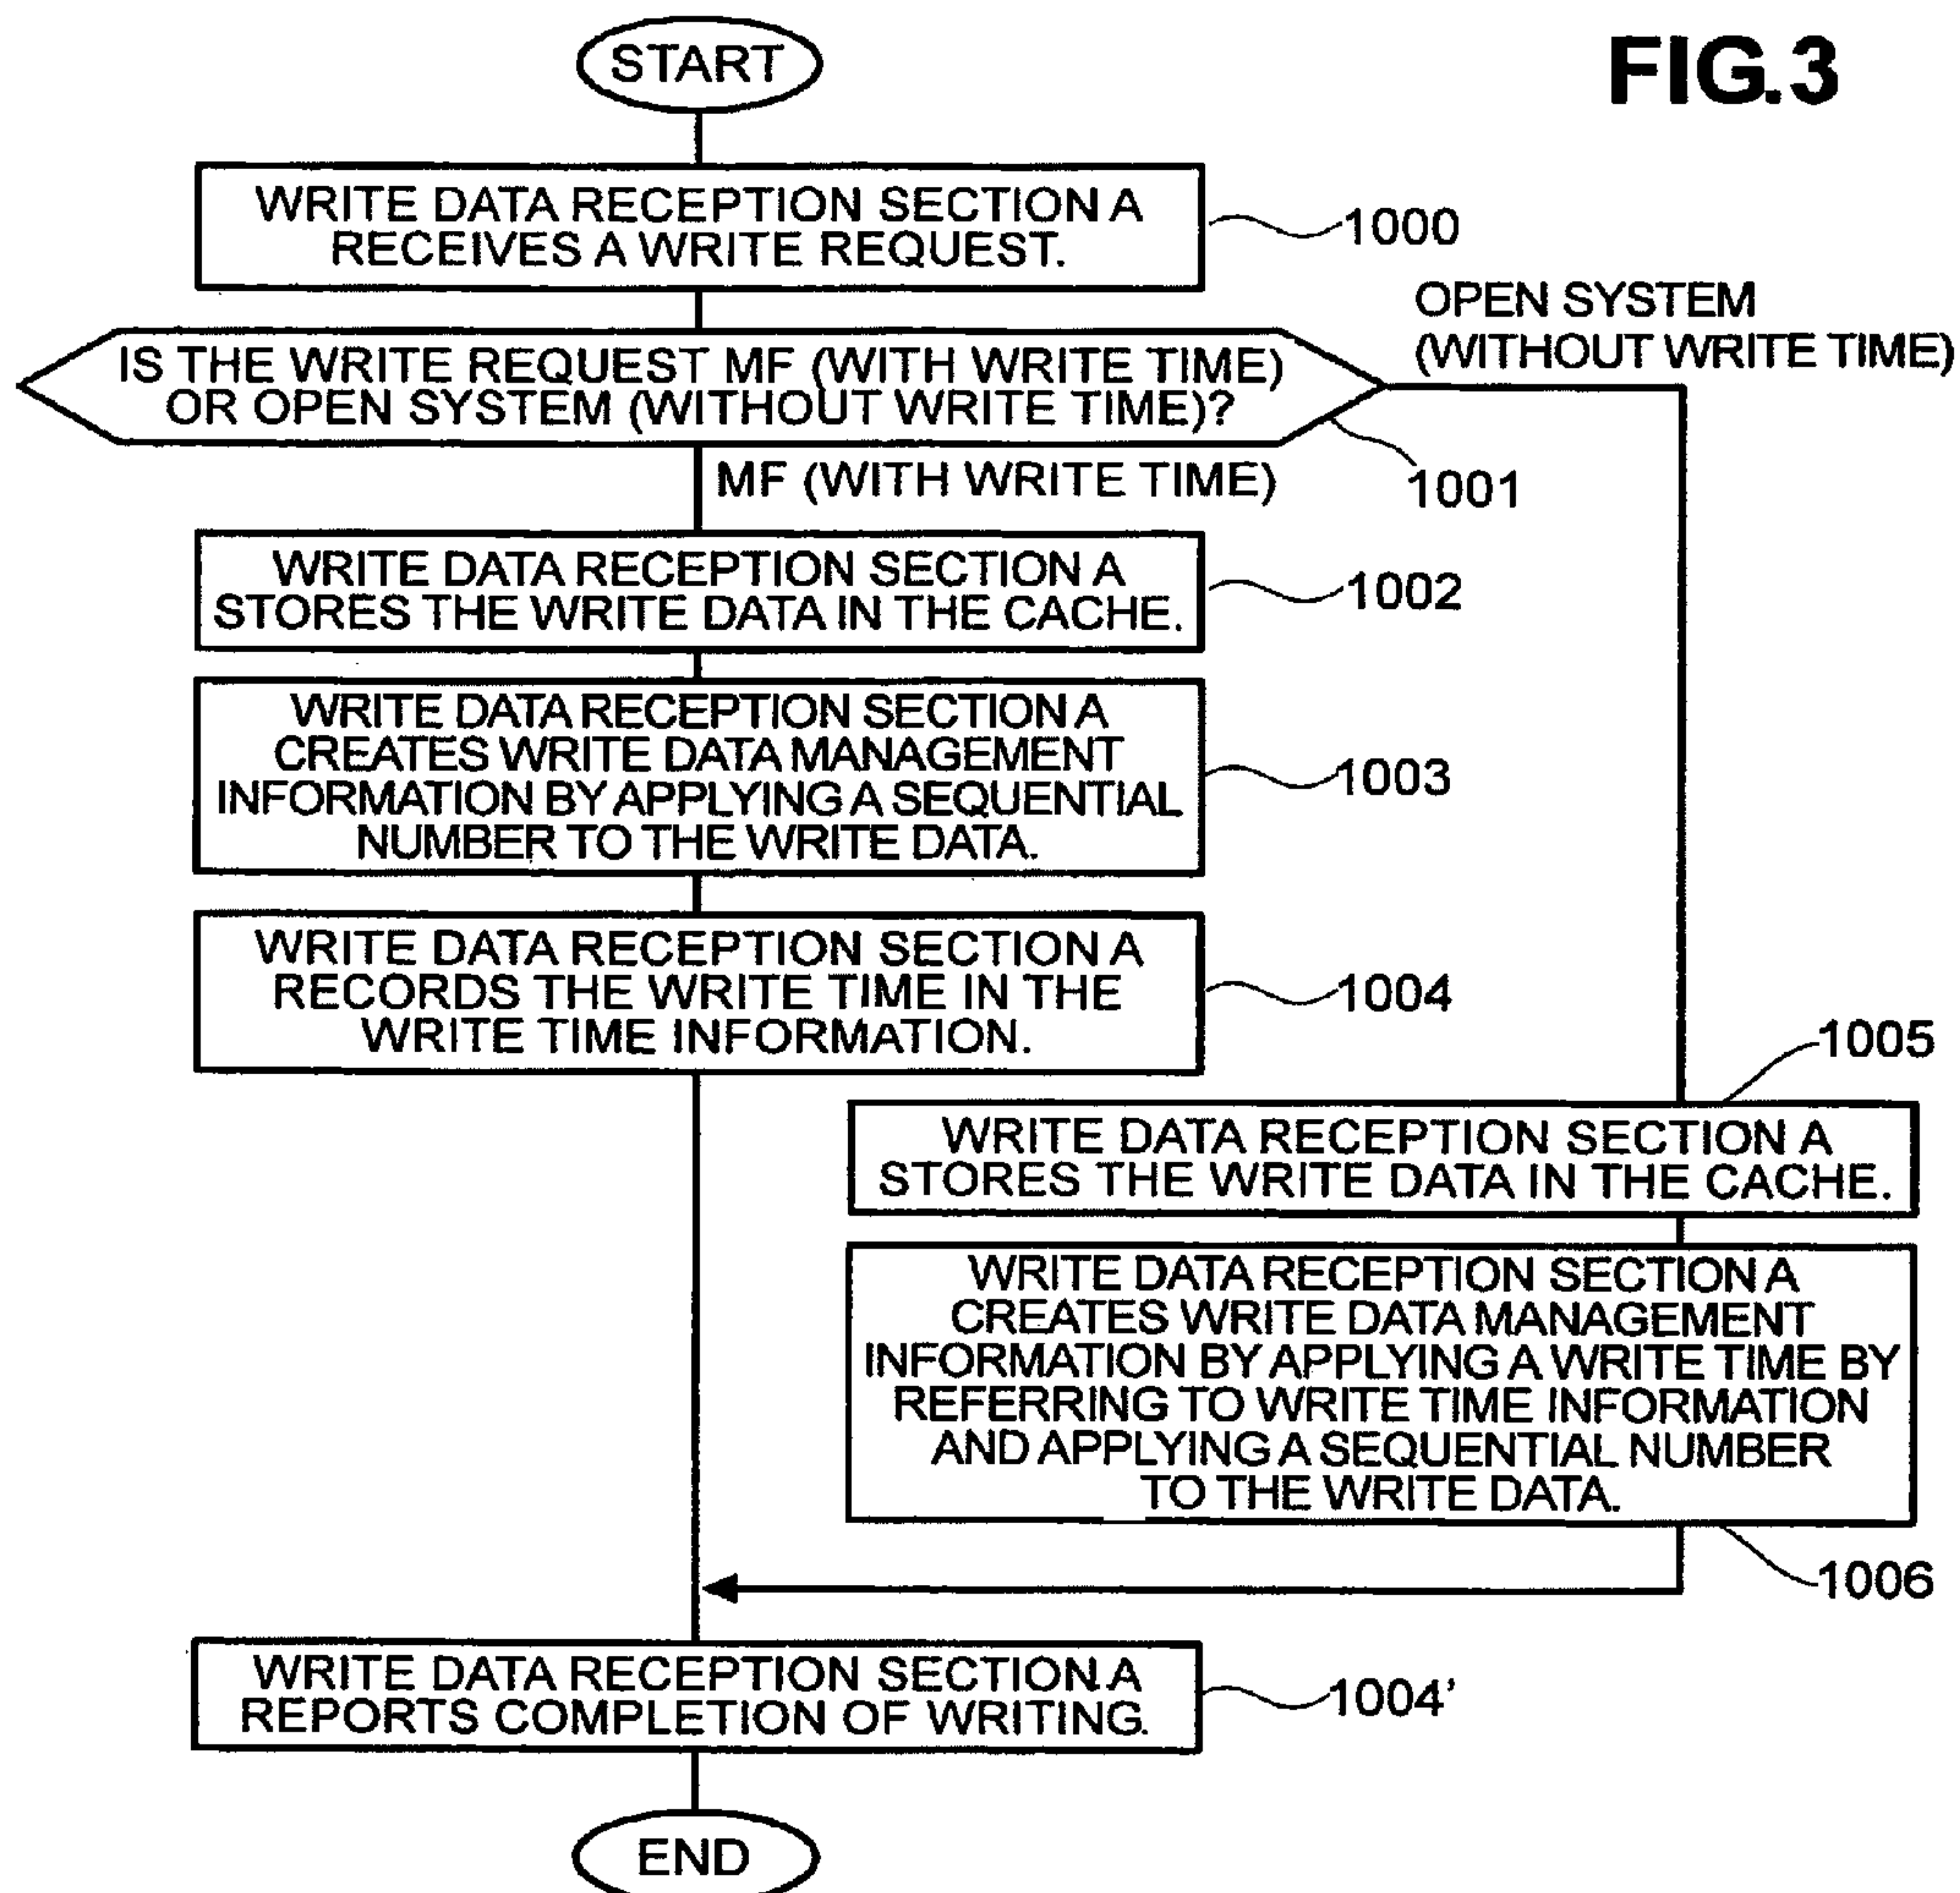 FIG.3
START
WRITE DATA RECEPTION SECTION A
RECEIVES A WRITE REQUEST.
1000
IS THE WRITE REQUEST MF (WITH WRITE TIME)
OR OPEN SYSTEM (WITHOUT WRITE TIME)?
1001
OPEN SYSTEM
(WITHOUT WRITE TIME)
MF (WITH WRITE TIME)
WRITE DATA RECEPTION SECTION A
STORES THE WRITE DATA IN THE CACHE.
1002
WRITE DATA RECEPTION SECTION A
CREATES WRITE DATA MANAGEMENT
INFORMATION BY APPLYING A SEQUENTIAL
NUMBER TO THE WRITE DATA.
1003
WRITE DATA RECEPTION SECTION A
RECORDS THE WRITE TIME IN THE
WRITE TIME INFORMATION.
1004
1005
WRITE DATA RECEPTION SECTION A
STORES THE WRITE DATA IN THE CACHE.
WRITE DATA RECEPTION SECTION A
CREATES WRITE DATA MANAGEMENT
INFORMATION BY APPLYING A WRITE TIME BY
REFERRING TO WRITE TIME INFORMATION
AND APPLYING A SEQUENTIAL NUMBER
TO THE WRITE DATA.
1006
WRITE DATA RECEPTION SECTION A
REPORTS COMPLETION OF WRITING.
1004'
END